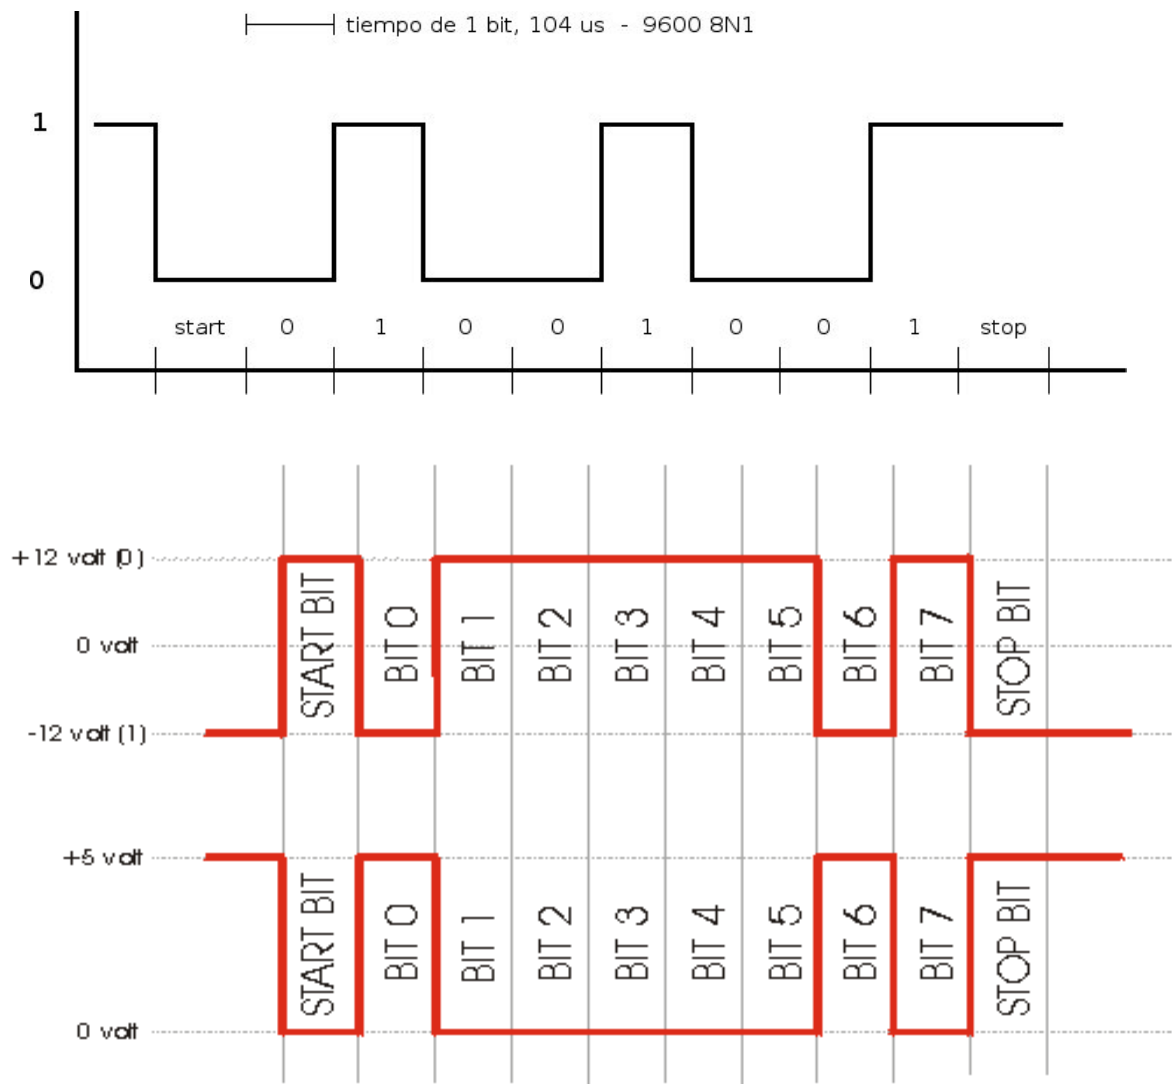 tiempo de 1 bit, 104 us - 9600 8N1
1
0
start 0 1 0 0 1 0 0 1 stop
+12 volt (0)
START BIT BIT 0 BIT 1 BIT 2 BIT 3 BIT 4 BIT 5 BIT 6 BIT 7 STOP BIT
0 volt
-12 volt (1)
+5 volt
START BIT BIT 0 BIT 1 BIT 2 BIT 3 BIT 4 BIT 5 BIT 6 BIT 7 STOP BIT
0 volt